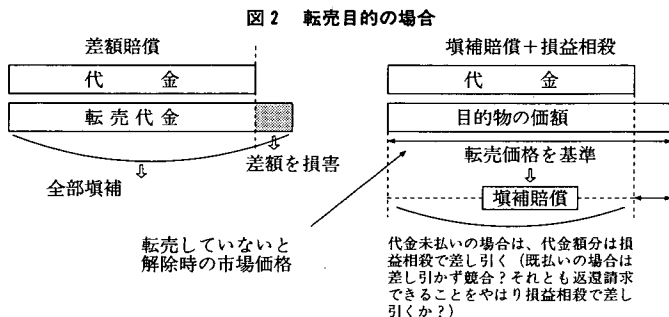 図2 転売目的の場合
差額賠償
代 金
転売代金
差額を損害
全部塡補
転売していないと
解除時の市場価格
塡補賠償+損益相殺
代 金
目的物の価額
転売価格を基準
塡補賠償
代金未払いの場合は、代金額分は損
益相殺で差し引く(既払いの場合は
差し引かず競合?それとも返還請求
できることをやはり損益相殺で差し
引くか?)